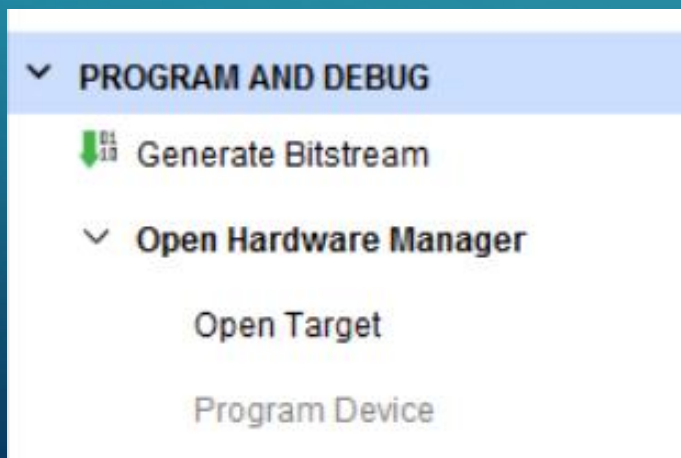 PROGRAM AND DEBUG
Generate Bitstream
Open Hardware Manager
Open Target
Program Device